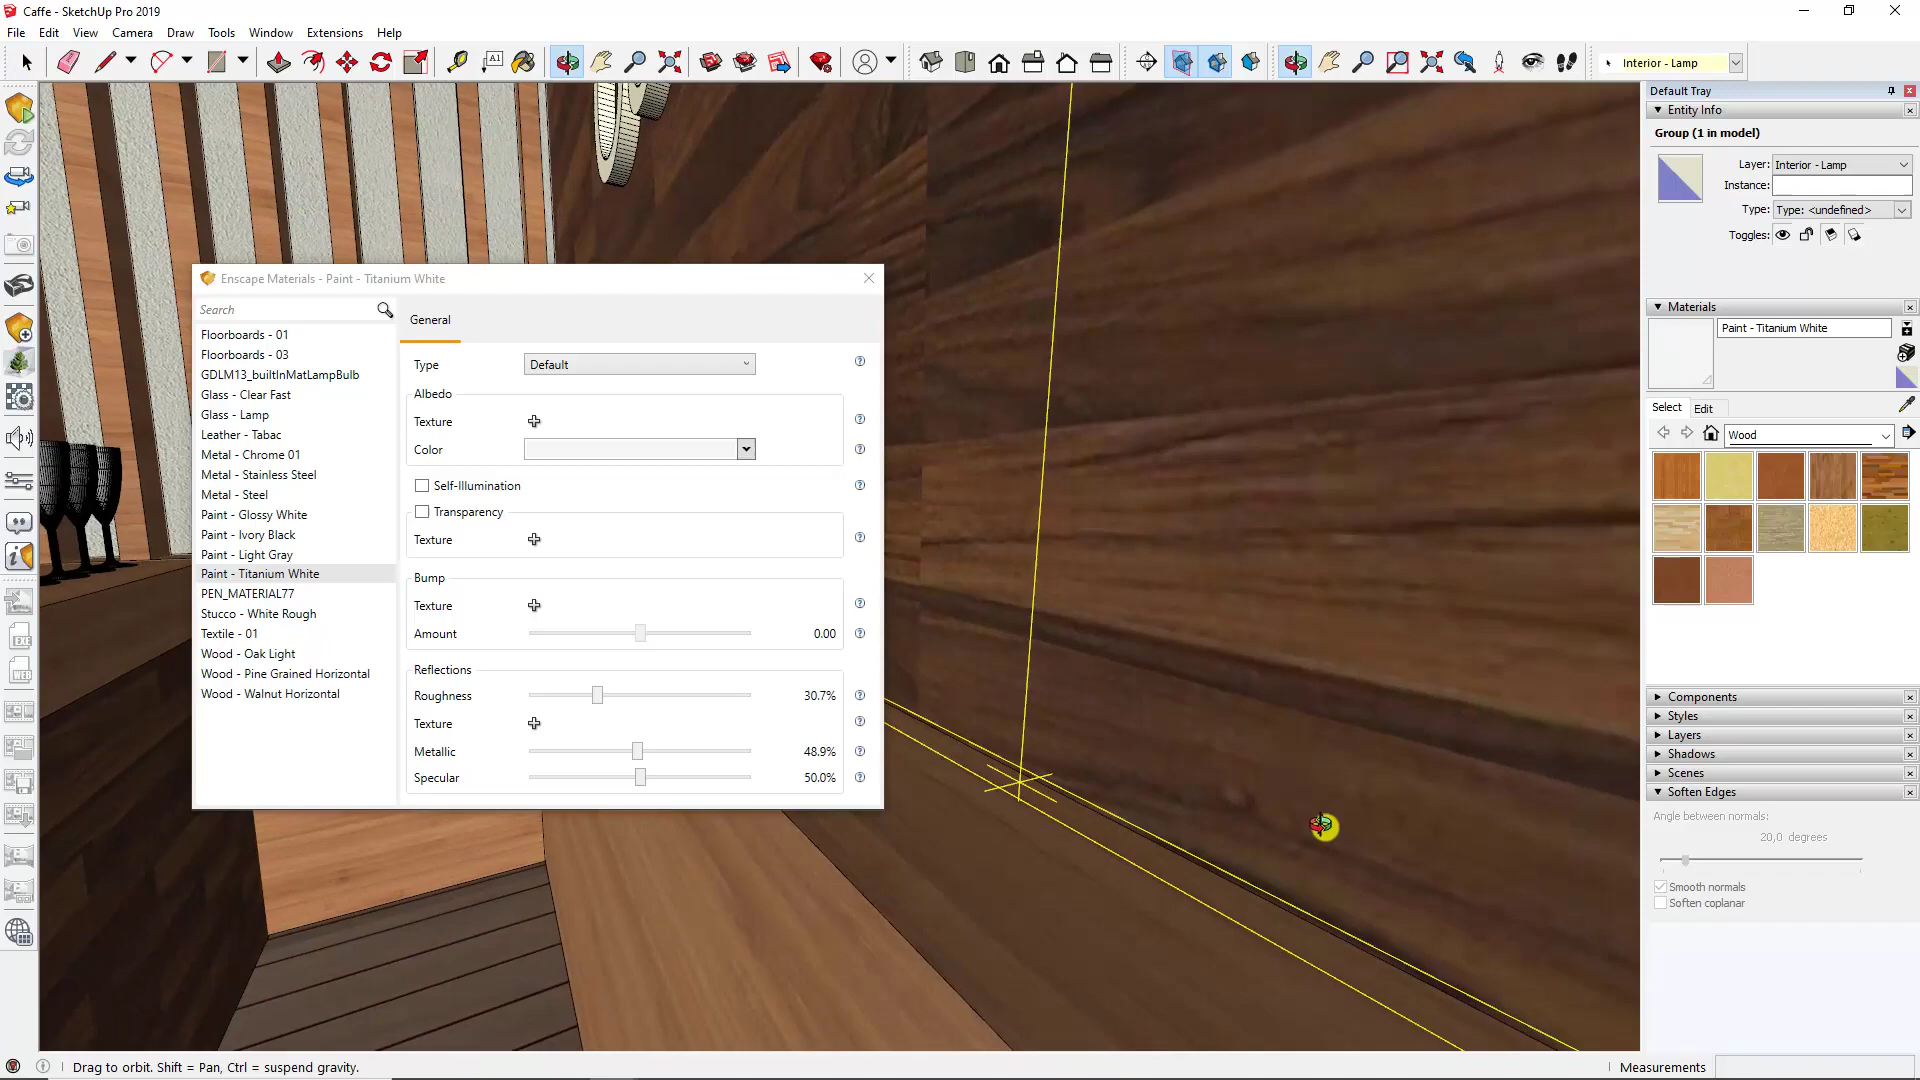 Caffe - SketchUp Pro 2019
File Edit View Camera Draw Tools Window Extensions Help
A1
Interior - Lamp
Default Tray
Entity Info
Group (1 in model)
Layer: Interior - Lamp
Instance:
Type: Type: <undefined>
Toggles:
Enscape Materials - Paint - Titanium White
Search
Floorboards - 01
Floorboards - 03
GDLM13_builtInMatLampBulb
Glass - Clear Fast
Glass - Lamp
Leather - Tabac
Metal - Chrome 01
Metal - Stainless Steel
Metal - Steel
Paint - Glossy White
Paint - Ivory Black
Paint - Light Gray
Paint - Titanium White
PEN_MATERIAL77
Stucco - White Rough
Textile - 01
Wood - Oak Light
Wood - Pine Grained Horizontal
Wood - Walnut Horizontal
General
Type Default
Albedo
Texture
Color
Self-Illumination
Transparency
Texture
Bump
Texture
Amount 0.00
Reflections
Roughness 30.7%
Texture
Metallic 48.9%
Specular 50.0%
Materials
Paint - Titanium White
Select Edit
Wood
Components
Styles
Layers
Shadows
Scenes
Soften Edges
Angle between normals:
20,0 degrees
Smooth normals
Soften coplanar
EXE
WEB
Drag to orbit. Shift = Pan, Ctrl = suspend gravity.
Measurements